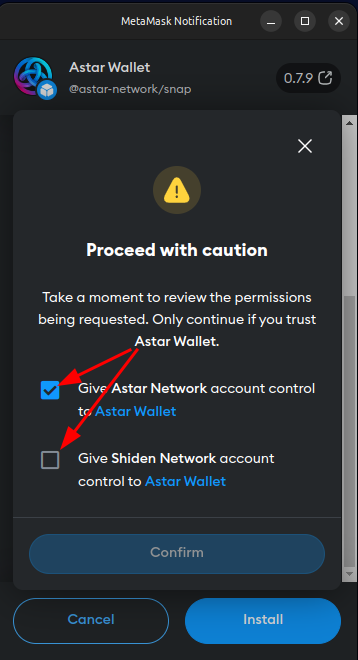 MetaMask Notification
Astar Wallet
@astar-network/snap
0.7.9
Proceed with caution
Take a moment to review the permissions
being requested. Only continue if you trust
Astar Wallet.
Give Astar Network account control
to Astar Wallet
Give Shiden Network account
control to Astar Wallet
Confirm
Cancel
Install